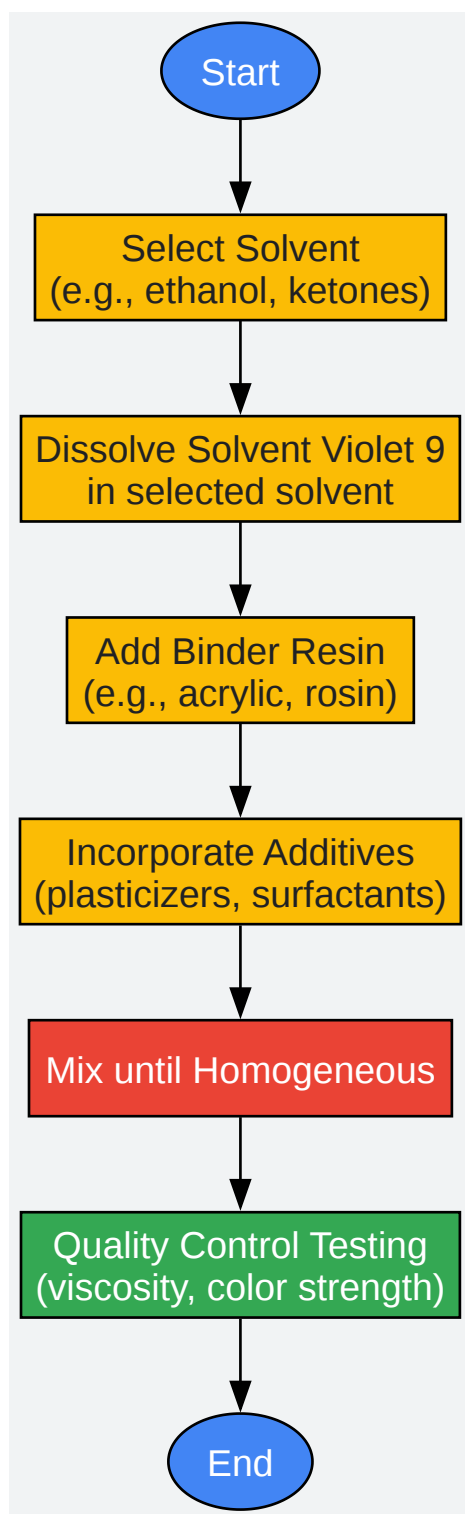 Start
Select Solvent
(e.g., ethanol, ketones)
Dissolve Solvent Violet 9
in selected solvent
Add Binder Resin
(e.g., acrylic, rosin)
Incorporate Additives
(plasticizers, surfactants)
Mix until Homogeneous
Quality Control Testing
(viscosity, color strength)
End